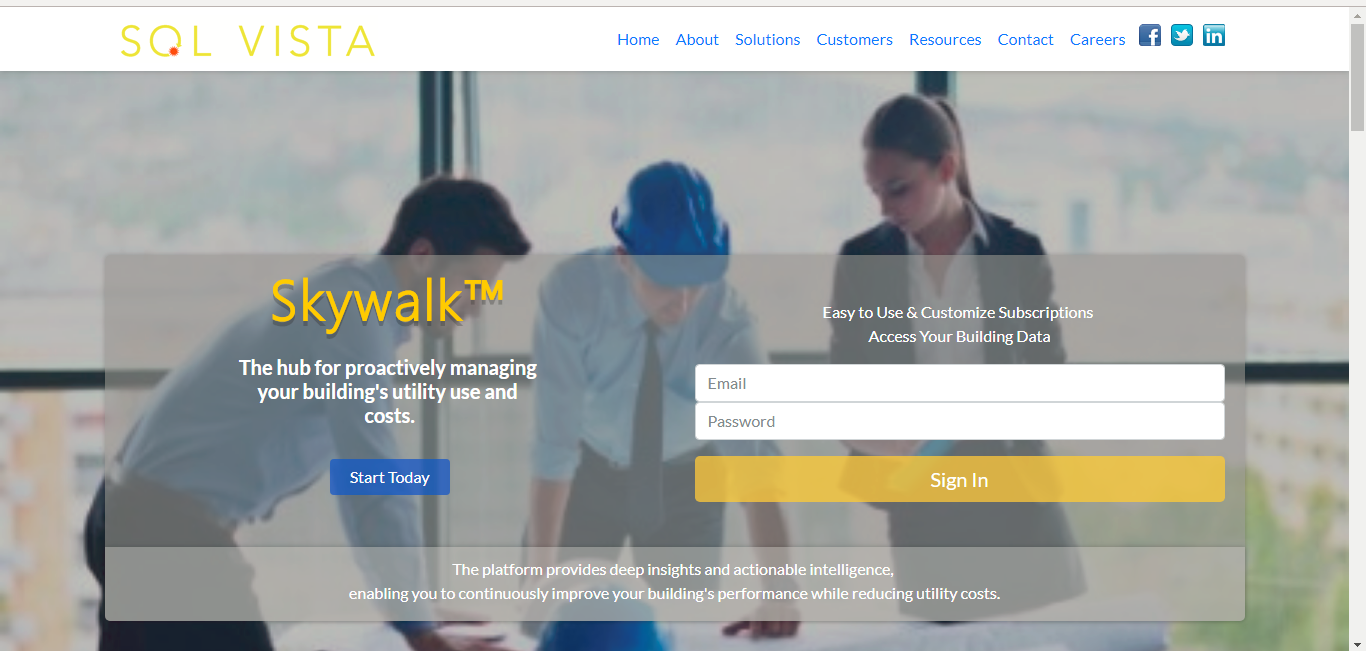 SOL VISTA
Home About Solutions Customers Resources Contact Careers
Skywalk™
The hub for proactively managing
your building's utility use and
costs.
Start Today
Easy to Use & Customize Subscriptions
Access Your Building Data
Email
Password
Sign In
The platform provides deep insights and actionable intelligence,
enabling you to continuously improve your building's performance while reducing utility costs.